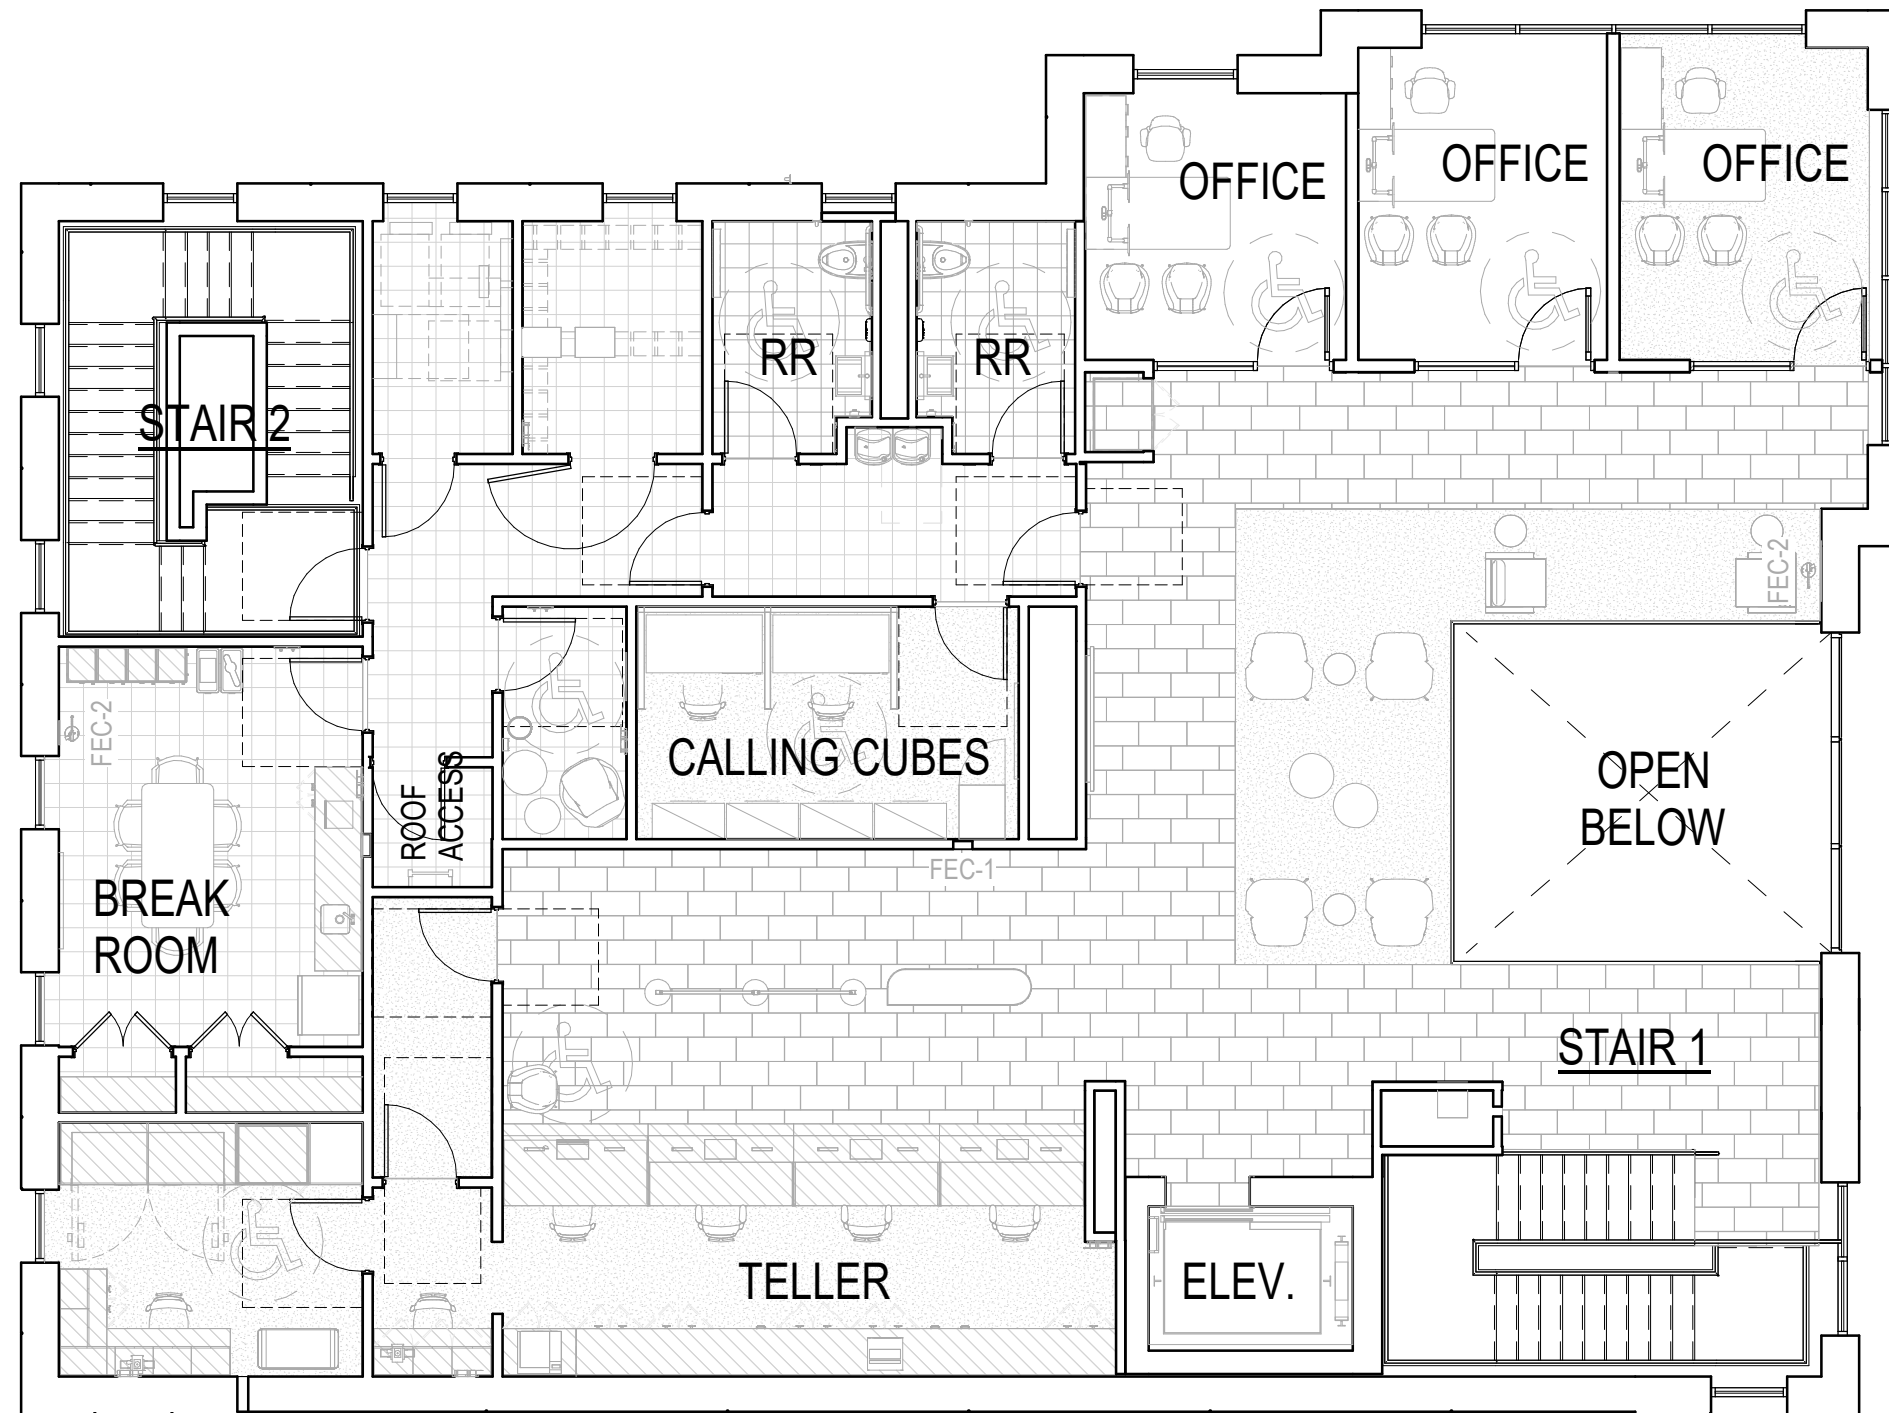 OFFICE
OFFICE
OFFICE
RR
RR
STAIR 2
FEC-2
FEC-2
CALLING CUBES
ROOF
ACCESS
OPEN
BELOW
FEC-1
BREAK
ROOM
STAIR 1
TELLER
ELEV.